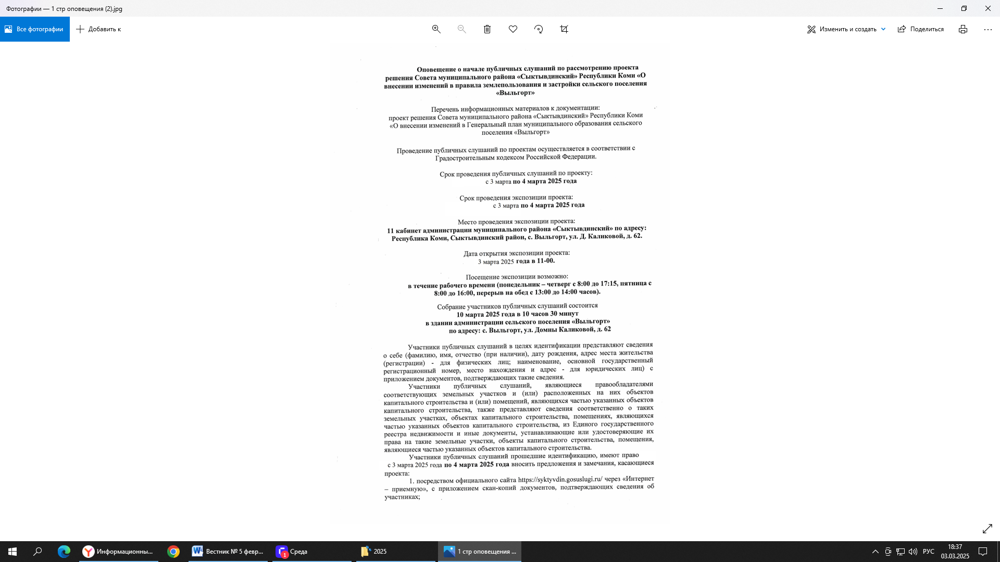 Фотографии — 1 стр оповещения (2).jpg
Все фотографии
Добавить к
Изменить и создать
Поделиться
Оповещение о начале публичных слушаний по рассмотрению проекта
решения Совета муниципального района «Сыктывдинский» Республики Коми «О
внесении изменений в правила землепользования и застройки сельского поселения
«Выльгорт»
Перечень информационных материалов к документации:
проект решения Совета муниципального района «Сыктывдинский» Республики Коми
«О внесении изменений в Генеральный план муниципального образования сельского
поселения «Выльгорт»
Проведение публичных слушаний по проектам осуществляется в соответствии с
Градостроительным кодексом Российской Федерации.
Срок проведения публичных слушаний по проекту:
с 3 марта по 4 марта 2025 года
Срок проведения экспозиции проекта:
с 3 марта по 4 марта 2025 года
Место проведения экспозиции проекта:
11 кабинет администрации муниципального района «Сыктывдинский» по адресу:
Республика Коми, Сыктывдинский район, с. Выльгорт, ул. Д. Каликовой, д. 62.
Дата открытия экспозиции проекта:
3 марта 2025 года в 11-00.
Посещение экспозиции возможно:
в течение рабочего времени (понедельник – четверг с 8:00 до 17:15, пятница с
8:00 до 16:00, перерыв на обед с 13:00 до 14:00 часов).
Собрание участников публичных слушаний состоится
10 марта 2025 года в 10 часов 30 минут
в здании администрации сельского поселения «Выльгорт»
по адресу: с. Выльгорт, ул. Домны Каликовой, д. 62
Участники публичных слушаний в целях идентификации представляют сведения
о себе (фамилию, имя, отчество (при наличии), дату рождения, адрес места жительства
(регистрации) - для физических лиц; наименование, основной государственный
регистрационный номер, место нахождения и адрес - для юридических лиц) с
приложением документов, подтверждающих такие сведения.
Участники публичных слушаний, являющиеся правообладателями
соответствующих земельных участков и (или) расположенных на них объектов
капитального строительства и (или) помещений, являющихся частью указанных объектов
капитального строительства, также представляют сведения соответственно о таких
земельных участках, объектах капитального строительства, помещениях, являющихся
частью указанных объектов капитального строительства, из Единого государственного
реестра недвижимости и иные документы, устанавливающие или удостоверяющие их
права на такие земельные участки, объекты капитального строительства, помещения,
являющиеся частью указанных объектов капитального строительства.
Участники публичных слушаний прошедшие идентификацию, имеют право
с 3 марта 2025 года по 4 марта 2025 года вносить предложения и замечания, касающиеся
проекта:
1. посредством официального сайта https://syktyvdin.gosuslugi.ru/ через «Интернет
– приемную», с приложением скан-копий документов, подтверждающих сведения об
участниках;
Информационны...
Вестник № 5 февр...
1
Среда
2025
1 стр оповещения ...
РУС
18:37
03.03.2025